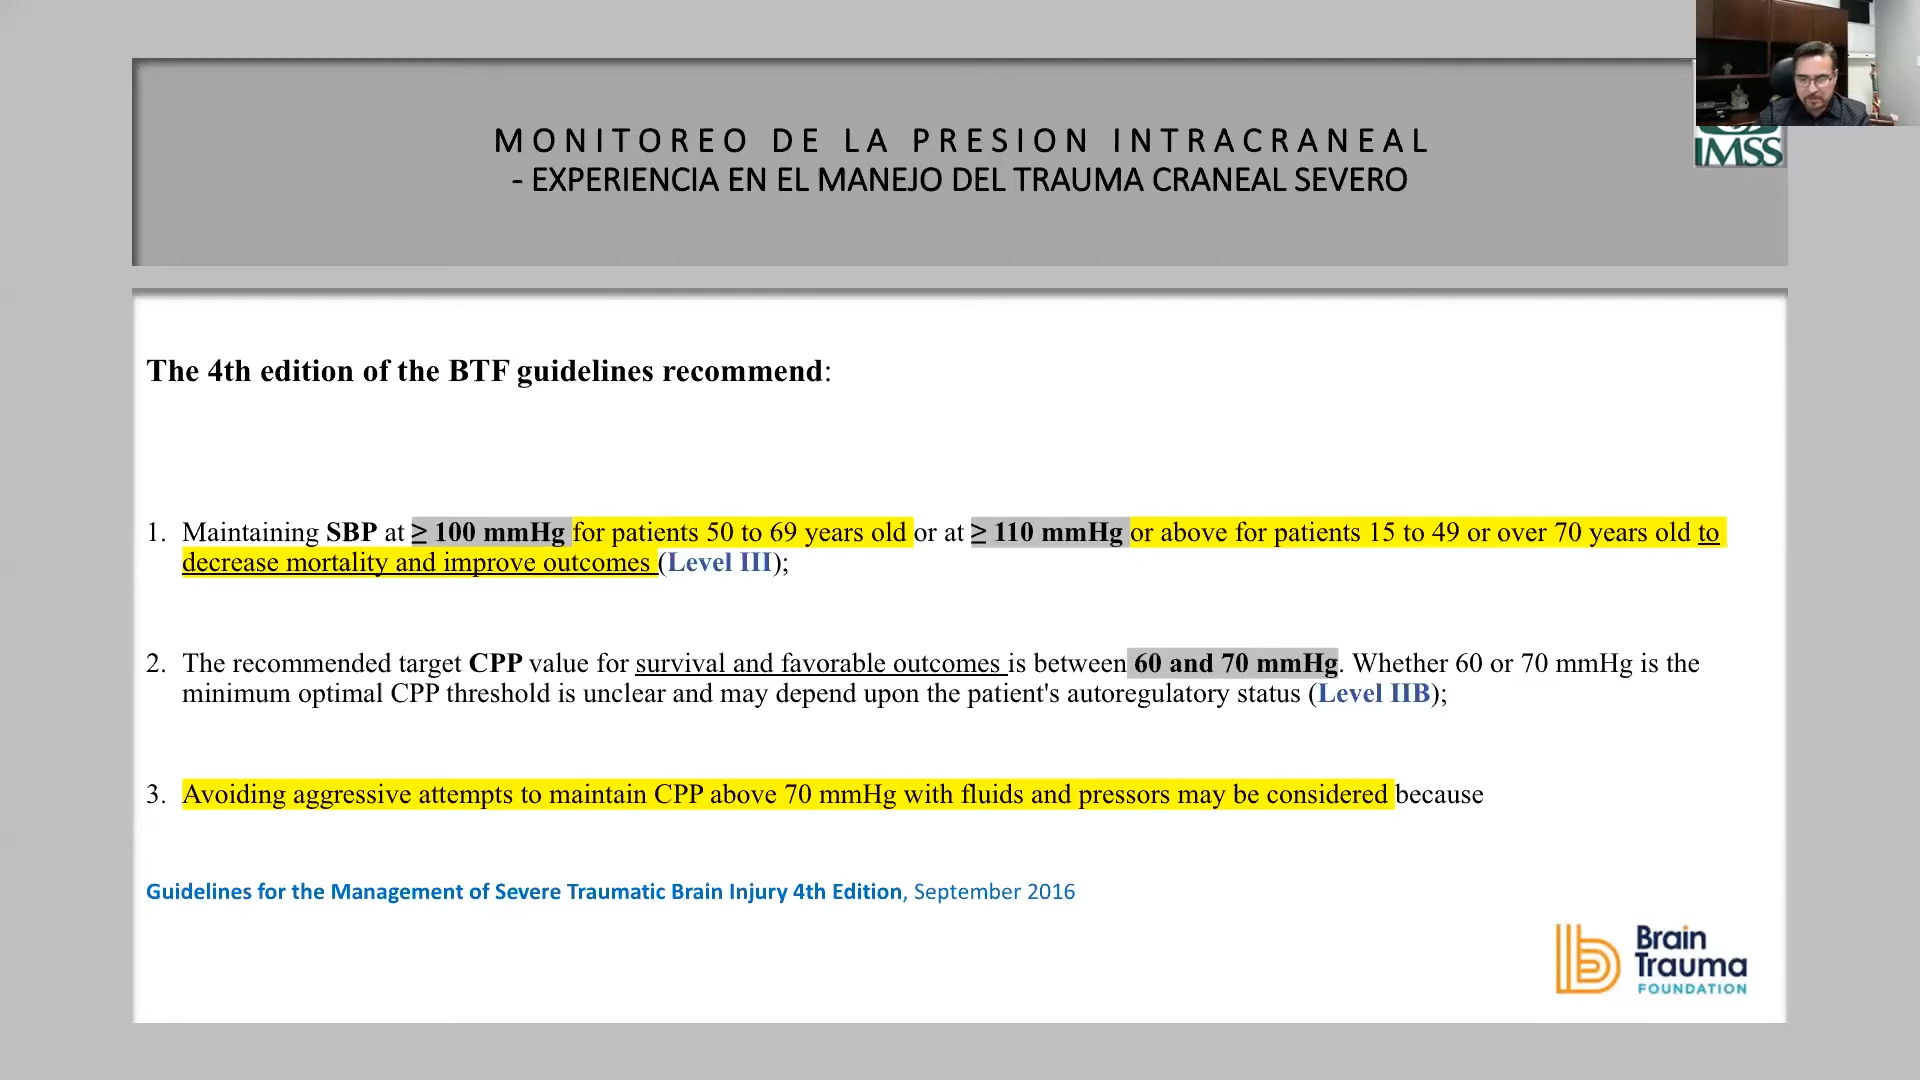 MONITOREO DE LA PRESION INTRACRANEAL
- EXPERIENCIA EN EL MANEJO DEL TRAUMA CRANEAL SEVERO
IMSS
The 4th edition of the BTF guidelines recommend:
1. Maintaining SBP at ≥ 100 mmHg for patients 50 to 69 years old or at ≥ 110 mmHg or above for patients 15 to 49 or over 70 years old to
decrease mortality and improve outcomes (Level III);
2. The recommended target CPP value for survival and favorable outcomes is between 60 and 70 mmHg. Whether 60 or 70 mmHg is the
minimum optimal CPP threshold is unclear and may depend upon the patient's autoregulatory status (Level IIB);
3. Avoiding aggressive attempts to maintain CPP above 70 mmHg with fluids and pressors may be considered because
Guidelines for the Management of Severe Traumatic Brain Injury 4th Edition, September 2016
Brain
Trauma
FOUNDATION